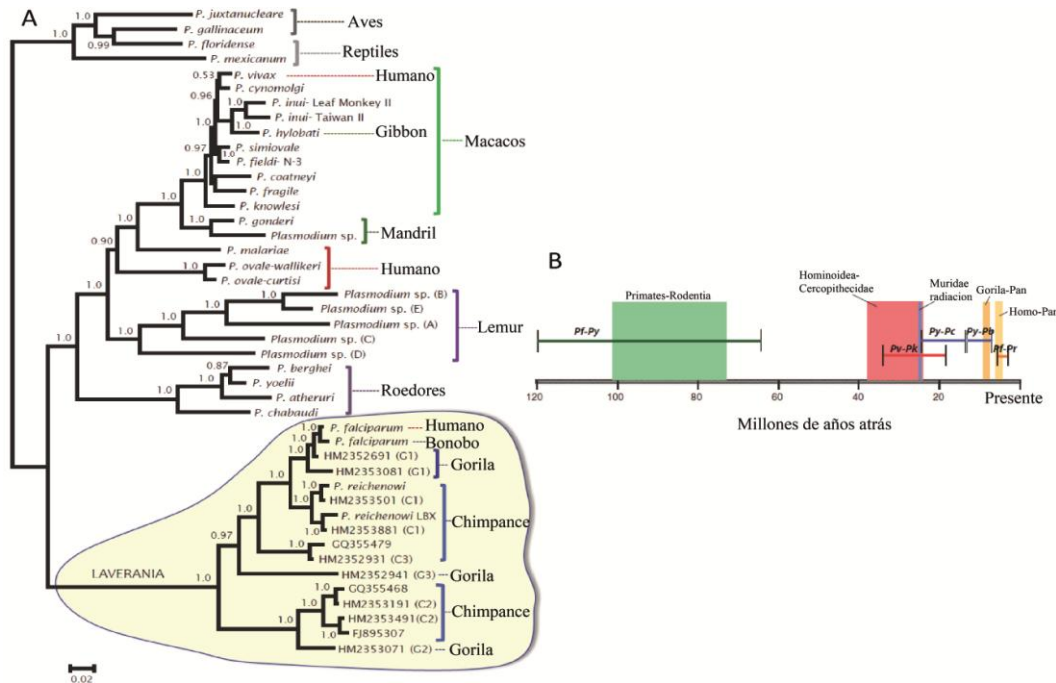 A
P. juxtanucleare
P. gallinaceum
Aves
P. floridense
P. mexicanum
Reptiles
P. vivax
Humano
P. cynomolgi
P. inui- Leaf Monkey II
P. inui- Taiwan II
P. hylobati
Gibbon
Macacos
P. simiovale
P. fieldi- N-3
P. coatneyi
P. fragile
P. knowlesi
P. gonderi
Plasmodium sp.
Mandril
P. malariae
P. ovale-wallikeri
Humano
P. ovale-curtisi
Plasmodium sp. (B)
Plasmodium sp. (E)
Plasmodium sp. (A)
Lemur
Plasmodium sp. (C)
Plasmodium sp. (D)
P. berghei
P. yoelii
Roedores
P. atheruri
P. chabaudi
P. falciparum
Humano
P. falciparum
Bonobo
HM2352691 (G1)
Gorila
HM2353081 (G1)
P. reichenowi
HM2353501 (C1)
Chimpance
P. reichenowi LBX
HM2353881 (C1)
GQ355479
HM2352931 (C3)
HM2352941 (G3)
Gorila
GQ355468
HM2353191 (C2)
Chimpance
HM2353491(C2)
FJ895307
HM2353071 (G2)
Gorila
LAVERANIA
1.0
1.0
0.99
0.53
0.96
1.0
1.0
0.97
1.0
1.0
1.0
1.0
1.0
0.90
1.0
1.0
1.0
1.0
1.0
1.0
0.87
1.0
1.0
1.0
1.0
1.0
1.0
1.0
1.0
1.0
1.0
0.97
1.0
1.0
1.0
1.0
0.02
B
Hominoidea-
Cercopithecidae
Muridae
radiacion
Gorila-Pan
Homo-Pan
Primates-Rodentia
Pf-Py
Py-Pc
Py-Pb
Pv-Pk
Pf-Pr
120
100
80
60
40
20
Presente
Millones de años atrás